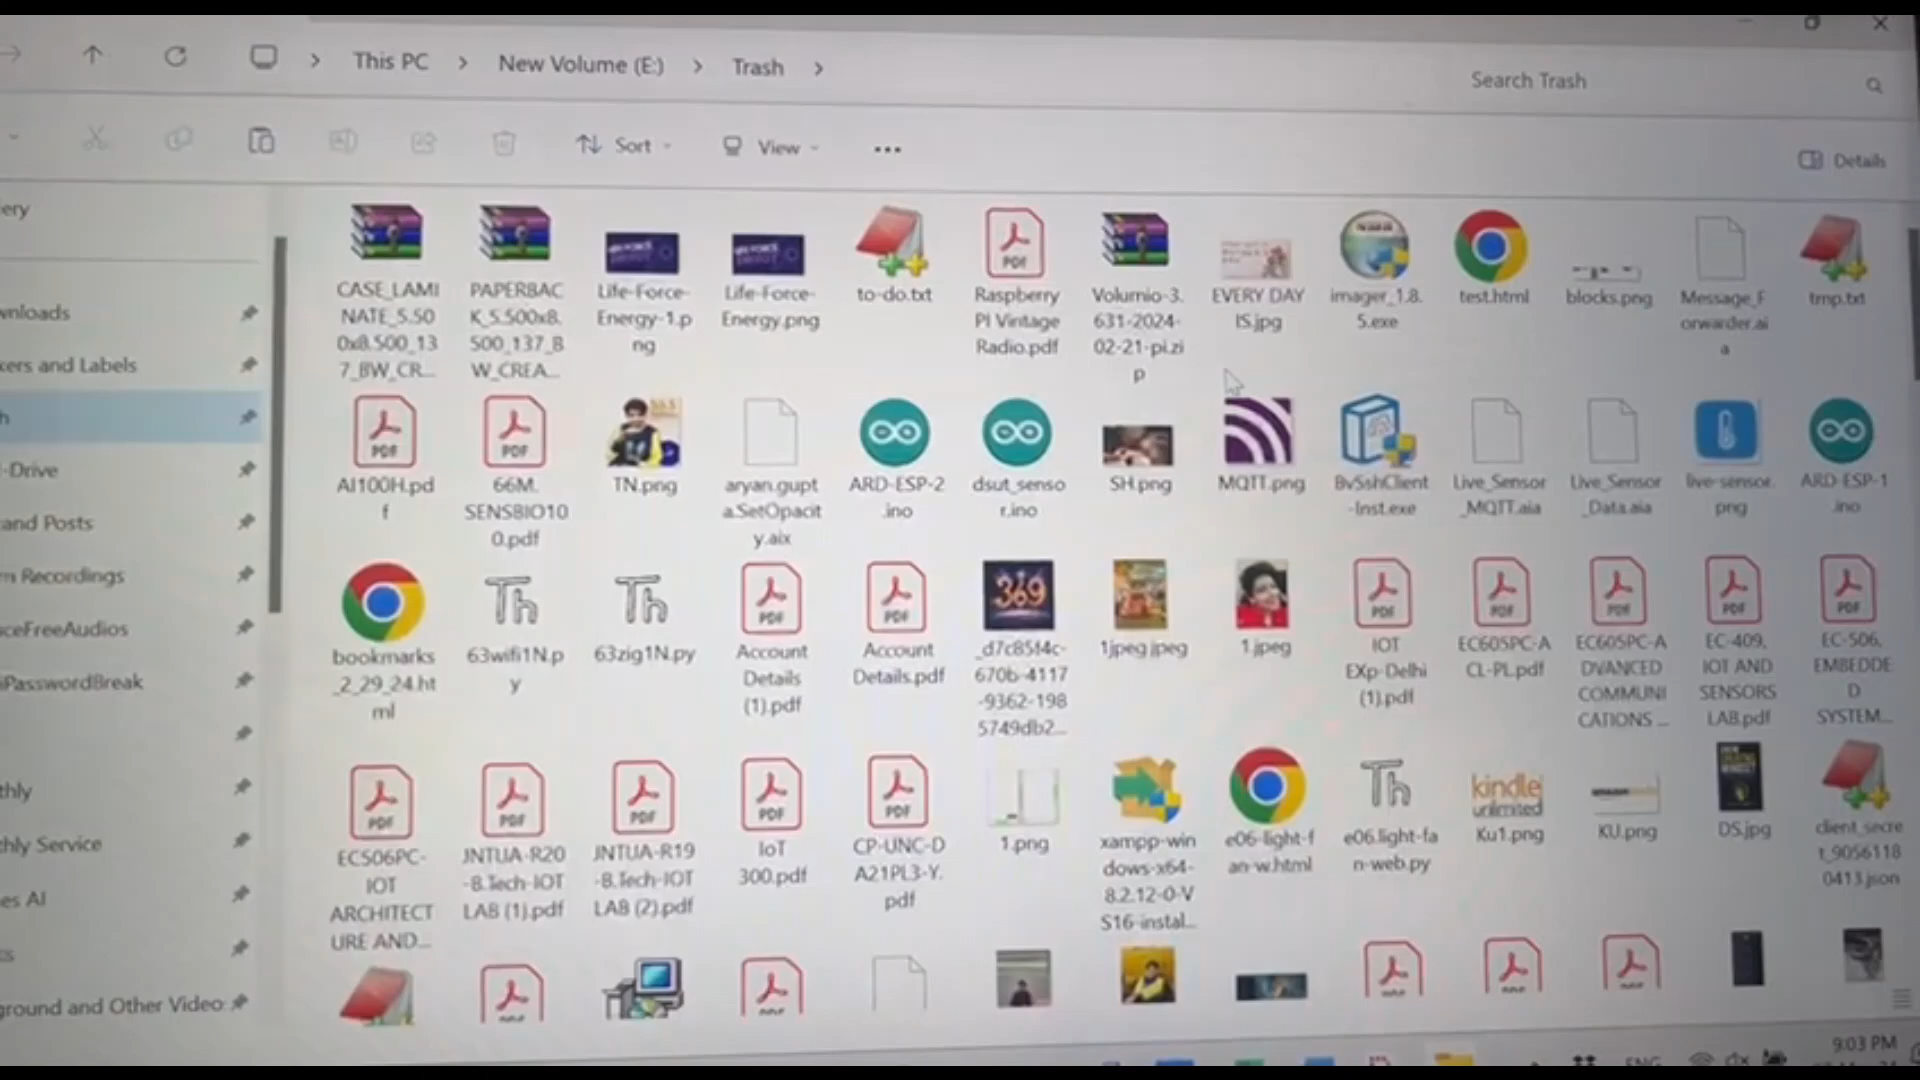 This PC > New Volume (E:) > Trash >
Search Trash
Sort
View
...
Details
ery
wnloads
kers and Labels
h
-Drive
and Posts
Recordings
ceFreeAudios
PasswordBreak
thly
thly Service
es AI
ground and Other Video
CASE_LAMI
NATE_5.50
0x8.500_13
7_BW_CR...
PAPERBAC
K_5.500x8.
500_137_B
W_CREA...
Life-Force-
Energy-1.p
ng
Life-Force-
Energy.png
to-do.txt
Raspberry
PI Vintage
Radio.pdf
Volumio-3.
631-2024-
02-21-pi.zi
p
EVERY DAY
IS.jpg
imager_1.8.
5.exe
test.html
blocks.png
Message_F
orwarder.ai
a
tmp.txt
AI100H.pd
f
66M.
SENSBIO10
0.pdf
TN.png
aryan.gupt
a.SetOpacit
y.aix
ARD-ESP-2
.ino
dsut_senso
r.ino
SH.png
MQTT.png
BvSshClient
-Inst.exe
Live_Sensor
_MQTT.aia
Live_Sensor
_Data.aia
live-sensor.
png
ARD-ESP-1
.ino
bookmarks
_2_29_24.ht
ml
63wifi1N.p
y
63zig1N.py
Account
Details
(1).pdf
Account
Details.pdf
369
_d7c85f4c-
670b-4117
-9362-198
5749db2...
1jpeg.jpeg
1.jpeg
IOT
EXp-Delhi
(1).pdf
EC605PC-A
CL-PL.pdf
EC605PC-A
DVANCED
COMMUNI
CATIONS ...
EC-409,
IOT AND
SENSORS
LAB.pdf
EC-506,
EMBEDDE
D
SYSTEM...
EC506PC-
IOT
ARCHITECT
URE AND...
JNTUA-R20
-B.Tech-IOT
LAB (1).pdf
JNTUA-R19
-B.Tech-IOT
LAB (2).pdf
IoT
300.pdf
CP-UNC-D
A21PL3-Y.
pdf
1.png
xampp-win
dows-x64-
8.2.12-0-V
S16-instal...
e06-light-f
an-w.html
e06.light-fa
n-web.py
kindle
unlimited
Ku1.png
KU.png
DS.jpg
client_secre
t_9056118
0413.json
ENG
9:03 PM